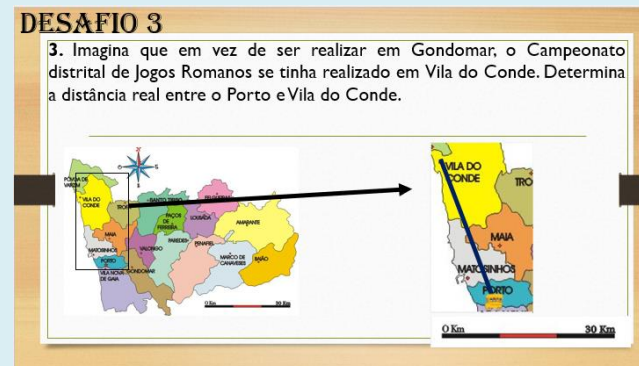 DESAFIO 3
3. Imagina que em vez de ser realizar em Gondomar, o Campeonato
distrital de Jogos Romanos se tinha realizado em Vila do Conde. Determina
a distância real entre o Porto e Vila do Conde.
PÓVOA DE
VARZIM
VILA DO
CONDE
TRO
SANTO TIRSO
PAÇOS
DE
FERREIRA
LOUSADA
AMARANTE
MAIA
VALONGO
PAREDES
PENAFIEL
MATOSINHOS
PORTO
MARCO DE
CANAVESES
BAIÃO
VILA NOVA
DE GAIA
GONDOMAR
0 Km
30 Km
VILA DO
CONDE
TRO
MAIA
MATOSINHOS
PORTO
0 Km
30 Km